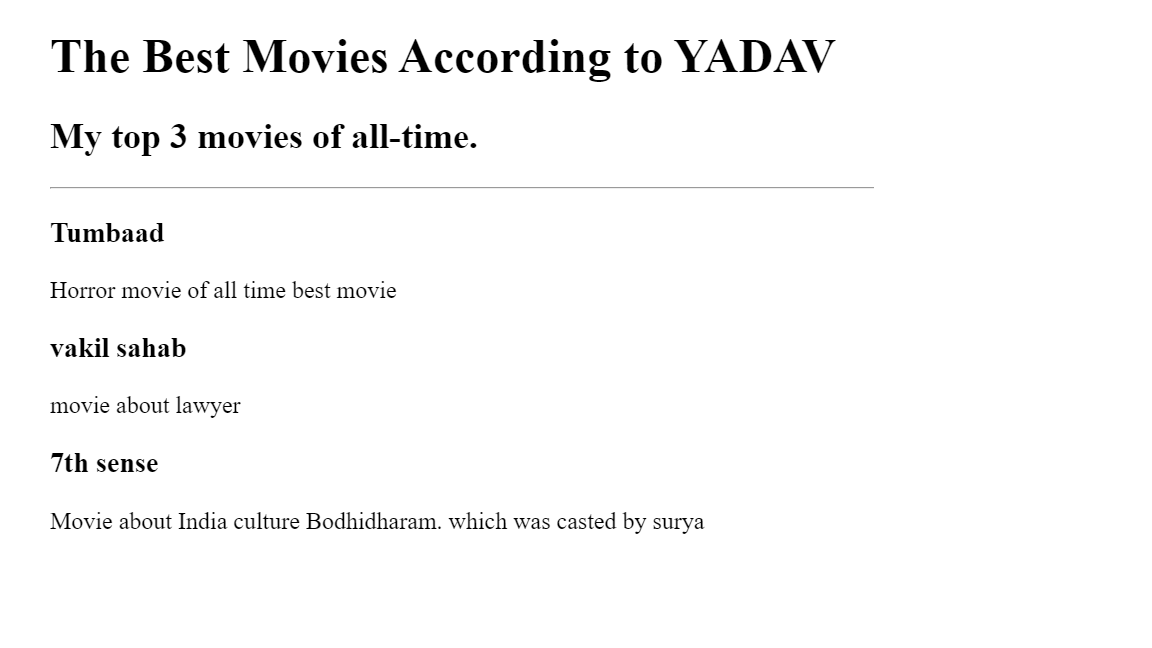 The Best Movies According to YADAV
My top 3 movies of all-time.
Tumbaad
Horror movie of all time best movie
vakil sahab
movie about lawyer
7th sense
Movie about India culture Bodhidharam. which was casted by surya